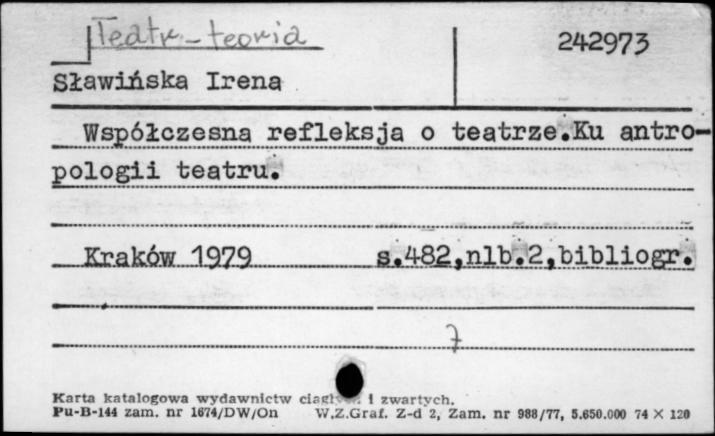 Teatr - teoria
242973
Sławińska Irena
Współczesna refleksja o teatrze.Ku antro-
pologii teatru.
Kraków 1979 s.482,nlb.2,bibliogr.
7
Karta katalogowa wydawnictw ciągłych i zwartych.
Pu-B-144 zam. nr 1674/DW/On W.Z.Graf. Z-d 2, Zam. nr 988/77, 5.650.000 74 × 120